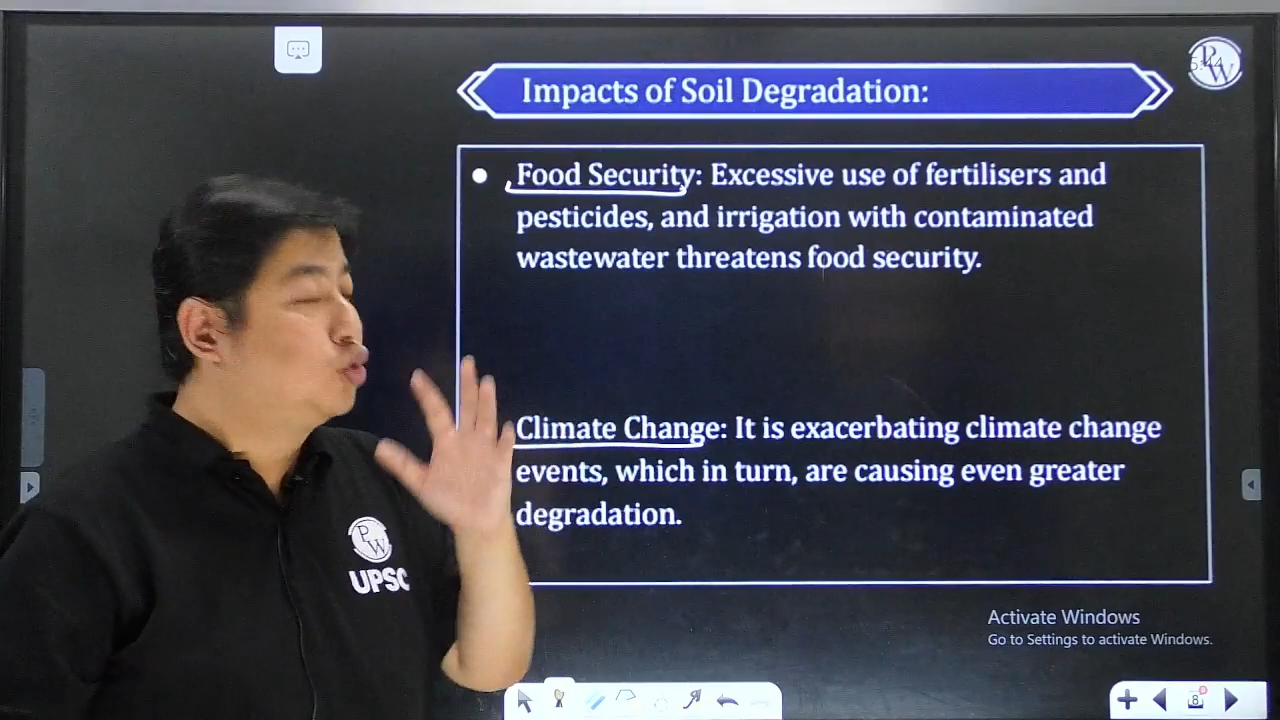 Impacts of Soil Degradation:
PW
Food Security: Excessive use of fertilisers and
pesticides, and irrigation with contaminated
wastewater threatens food security.
Climate Change: It is exacerbating climate change
events, which in turn, are causing even greater
degradation.
PW
UPSC
Activate Windows
Go to Settings to activate Windows.
8